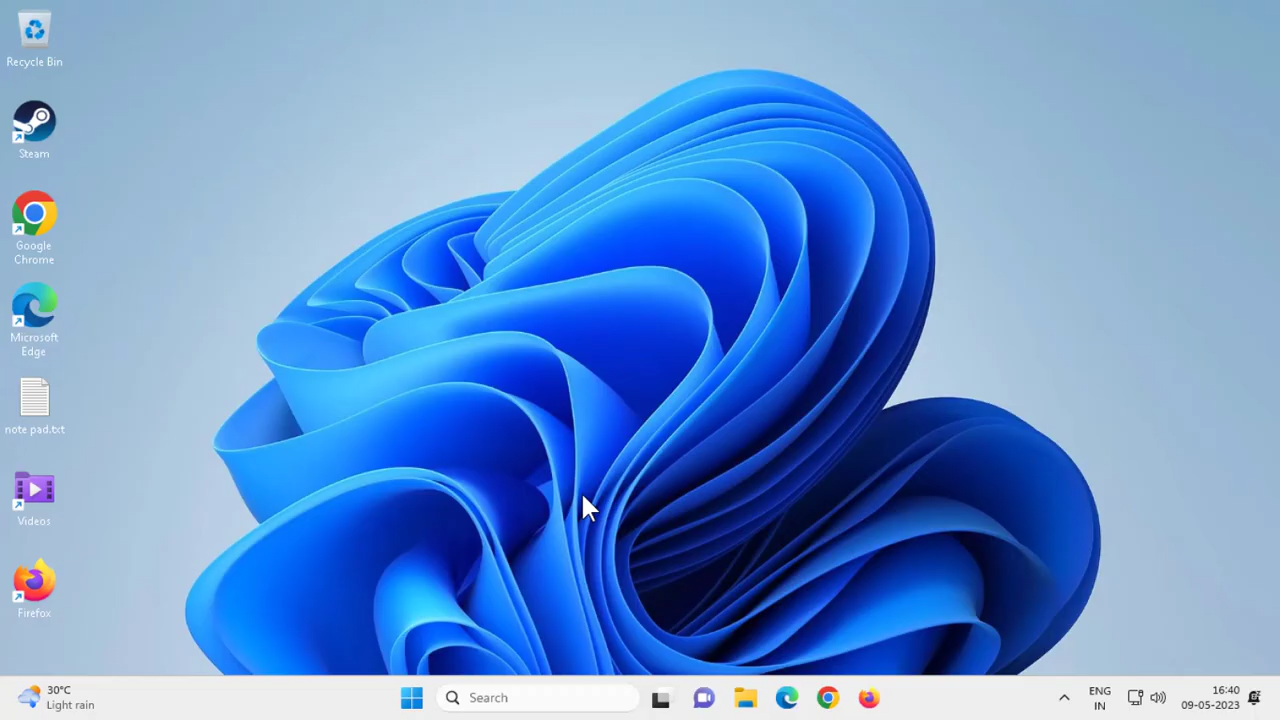 Recycle Bin
Steam
Google
Chrome
Microsoft
Edge
note pad.txt
Videos
Firefox
30°C
Light rain
Search
ENG
IN
16:40
09-05-2023